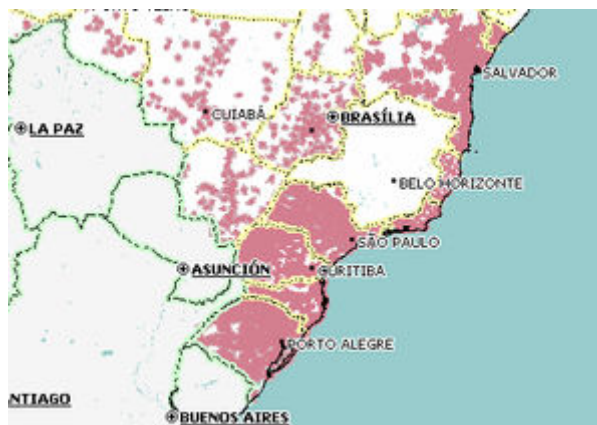 SALVADOR
CUIABÁ
BRASÍLIA
LA PAZ
BELO HORIZONTE
SÃO PAULO
ASUNCIÓN
CURITIBA
PORTO ALEGRE
NTIAGO
BUENOS AIRES